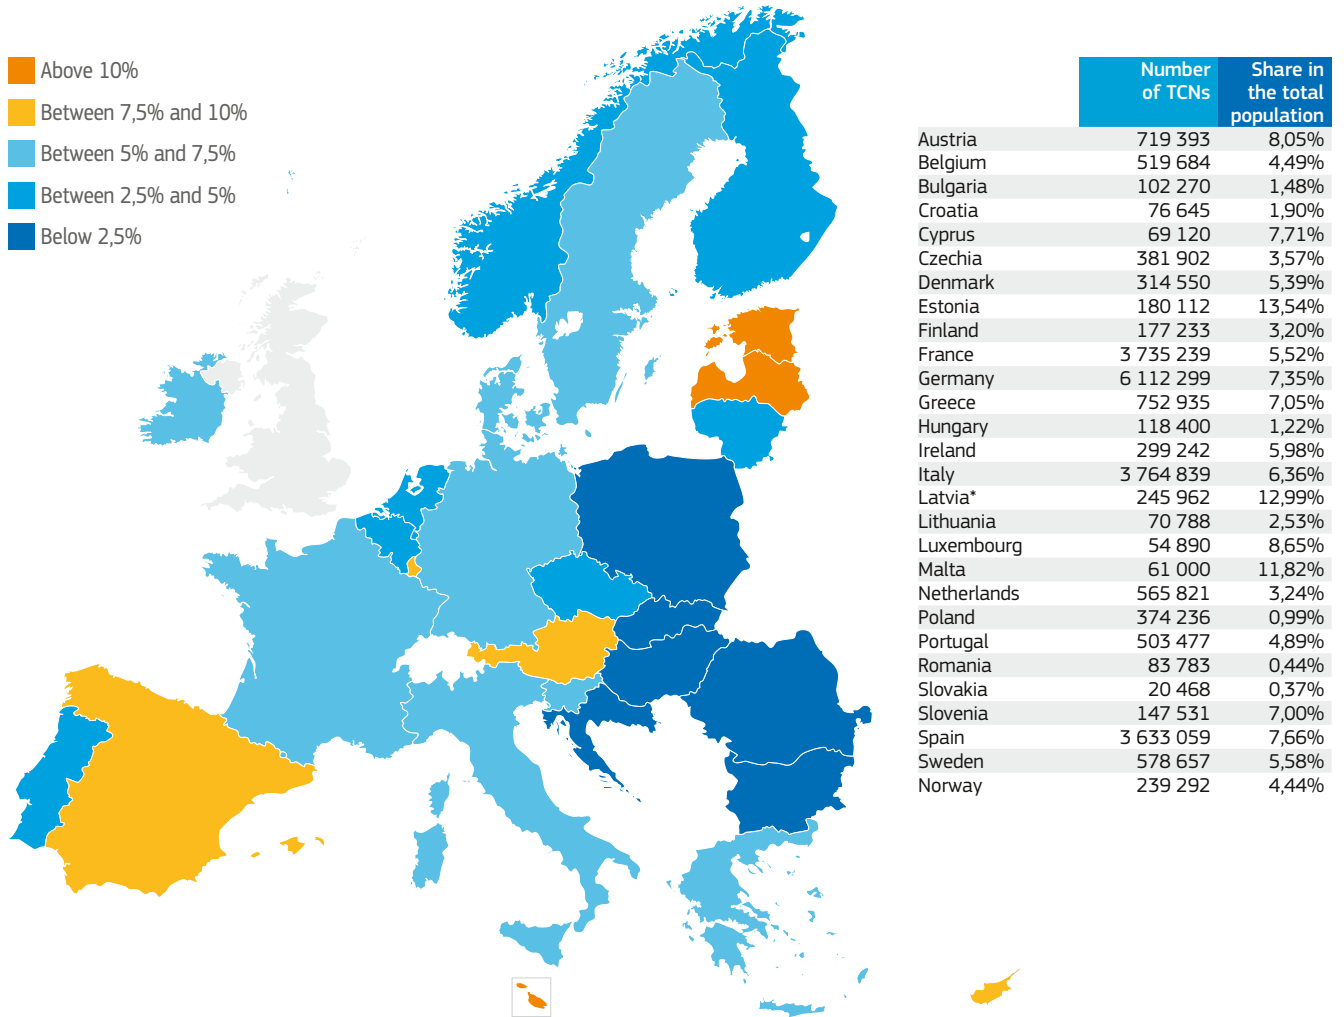 Above 10%
Between 7,5% and 10%
Between 5% and 7,5%
Between 2,5% and 5%
Below 2,5%
Number of TCNs Share in the total population
Austria 719 393 8,05%
Belgium 519 684 4,49%
Bulgaria 102 270 1,48%
Croatia 76 645 1,90%
Cyprus 69 120 7,71%
Czechia 381 902 3,57%
Denmark 314 550 5,39%
Estonia 180 112 13,54%
Finland 177 233 3,20%
France 3 735 239 5,52%
Germany 6 112 299 7,35%
Greece 752 935 7,05%
Hungary 118 400 1,22%
Ireland 299 242 5,98%
Italy 3 764 839 6,36%
Latvia* 245 962 12,99%
Lithuania 70 788 2,53%
Luxembourg 54 890 8,65%
Malta 61 000 11,82%
Netherlands 565 821 3,24%
Poland 374 236 0,99%
Portugal 503 477 4,89%
Romania 83 783 0,44%
Slovakia 20 468 0,37%
Slovenia 147 531 7,00%
Spain 3 633 059 7,66%
Sweden 578 657 5,58%
Norway 239 292 4,44%